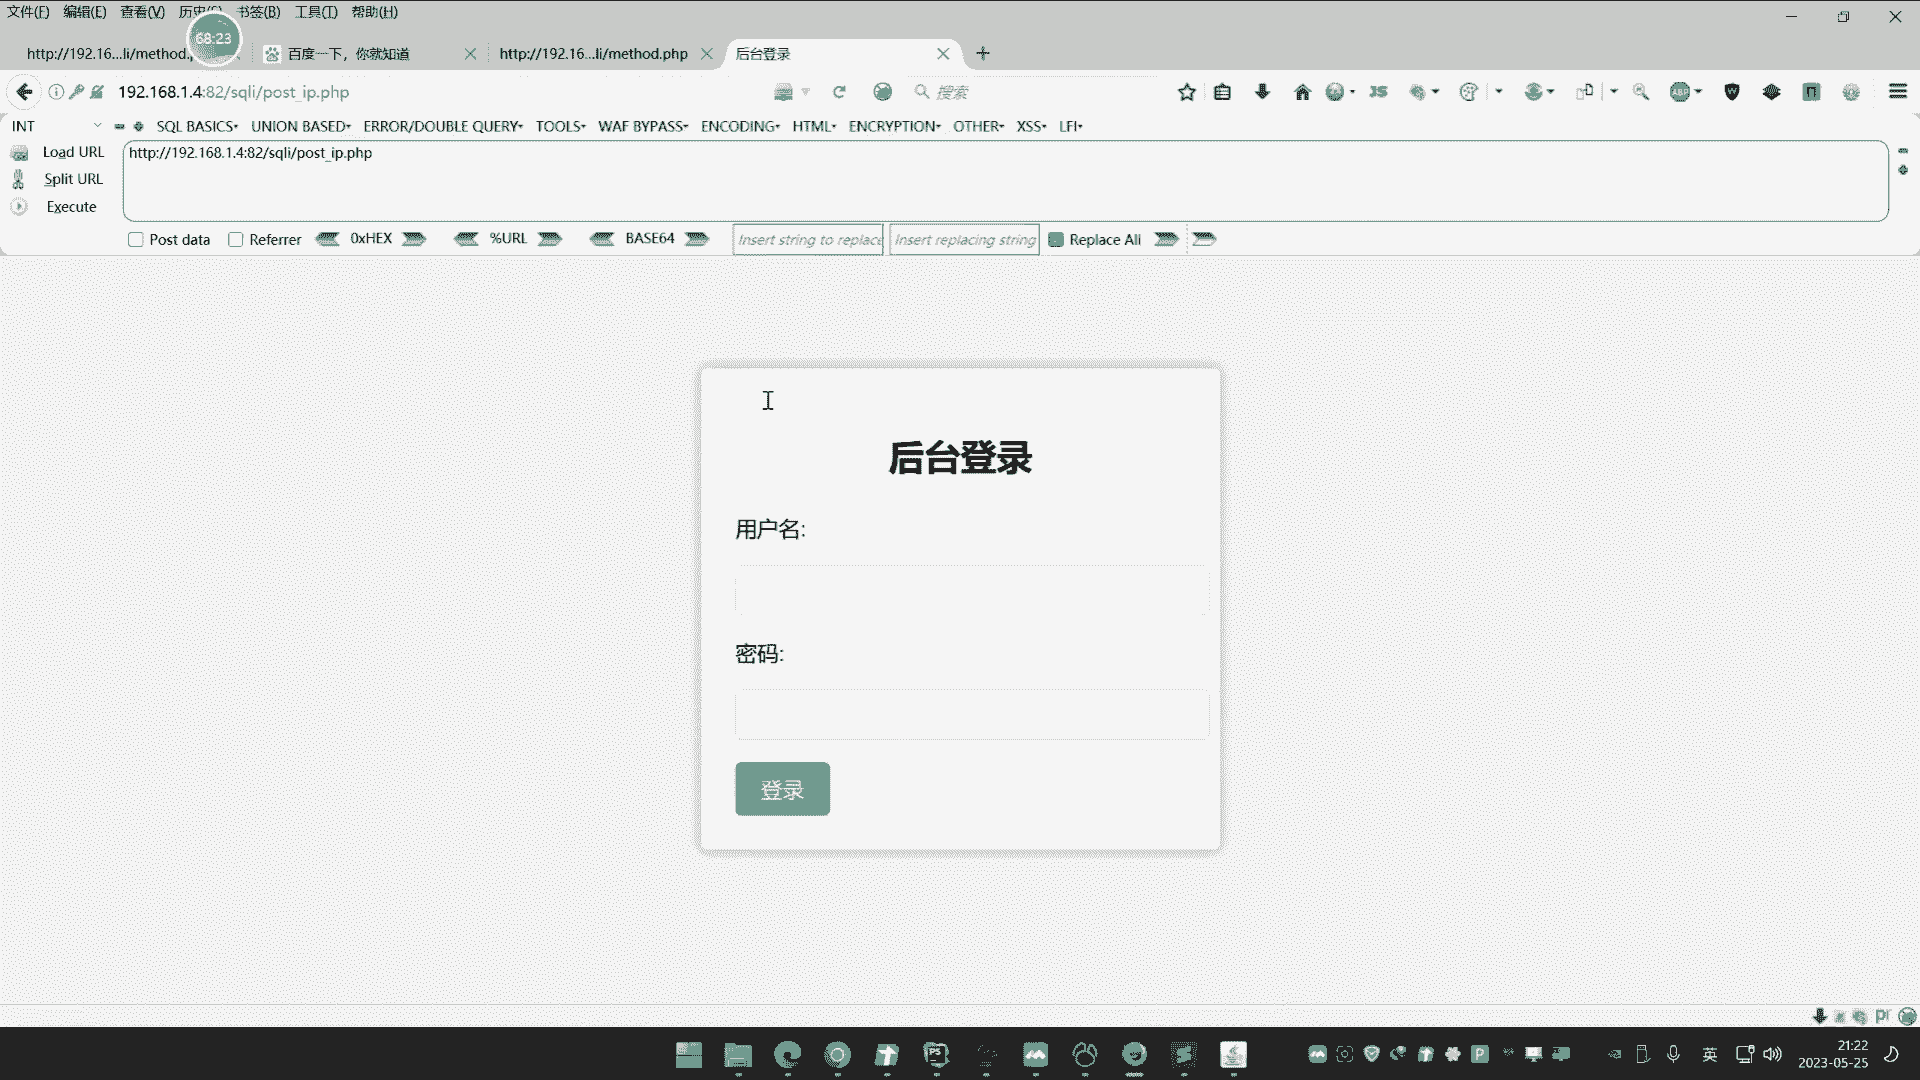 文件(F) 编辑(E) 查看(V) 历史(S) 书签(B) 工具(T) 帮助(H)
68:23
http://192.16...li/method. 百度一下，你就知道 http://192.16...li/method.php 后台登录
192.168.1.4:82/sqli/post_ip.php 搜索
INT SQL BASICS UNION BASED ERROR/DOUBLE QUERY TOOLS WAF BYPASS ENCODING HTML ENCRYPTION OTHER XSS LFI
Load URL http://192.168.1.4:82/sqli/post_ip.php
Split URL
Execute
Post data Referrer 0xHEX %URL BASE64 Insert string to replace Insert replacing string Replace All
后台登录
用户名:
密码:
登录
英
21:22
2023-05-25